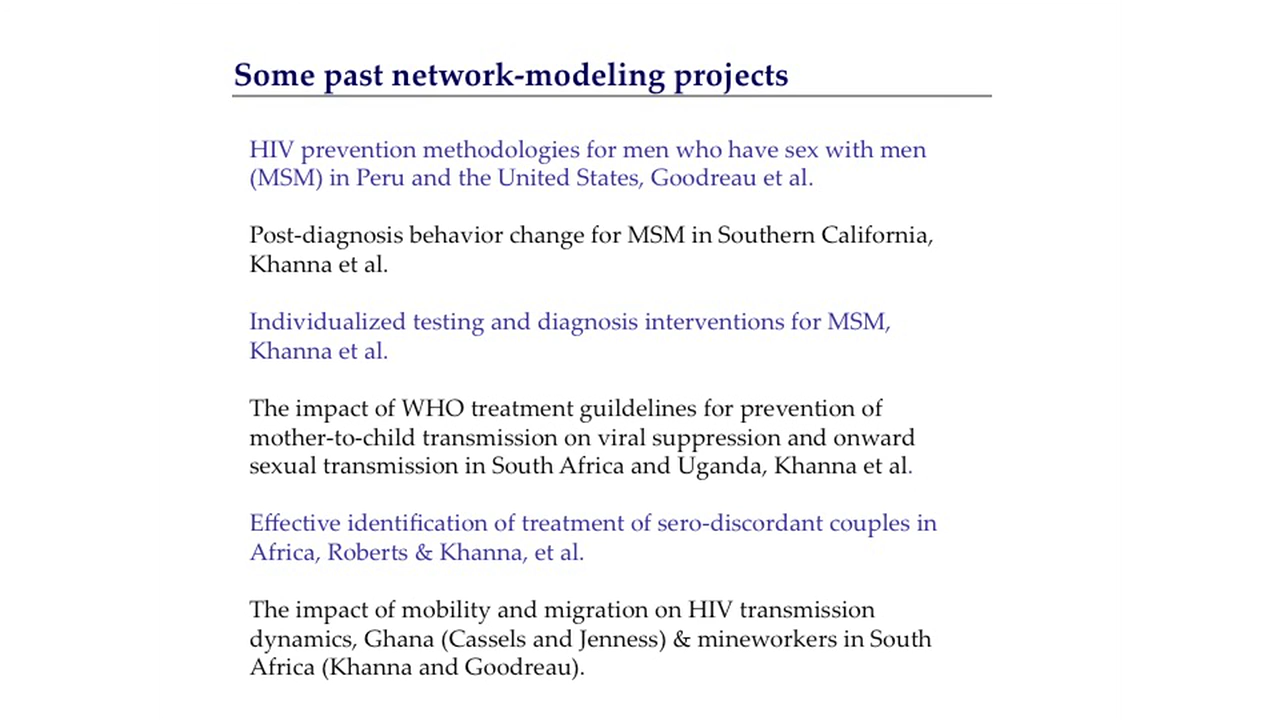 Some past network-modeling projects
HIV prevention methodologies for men who have sex with men
(MSM) in Peru and the United States, Goodreau et al.
Post-diagnosis behavior change for MSM in Southern California,
Khanna et al.
Individualized testing and diagnosis interventions for MSM,
Khanna et al.
The impact of WHO treatment guildelines for prevention of
mother-to-child transmission on viral suppression and onward
sexual transmission in South Africa and Uganda, Khanna et al.
Effective identification of treatment of sero-discordant couples in
Africa, Roberts & Khanna, et al.
The impact of mobility and migration on HIV transmission
dynamics, Ghana (Cassels and Jenness) & mineworkers in South
Africa (Khanna and Goodreau).